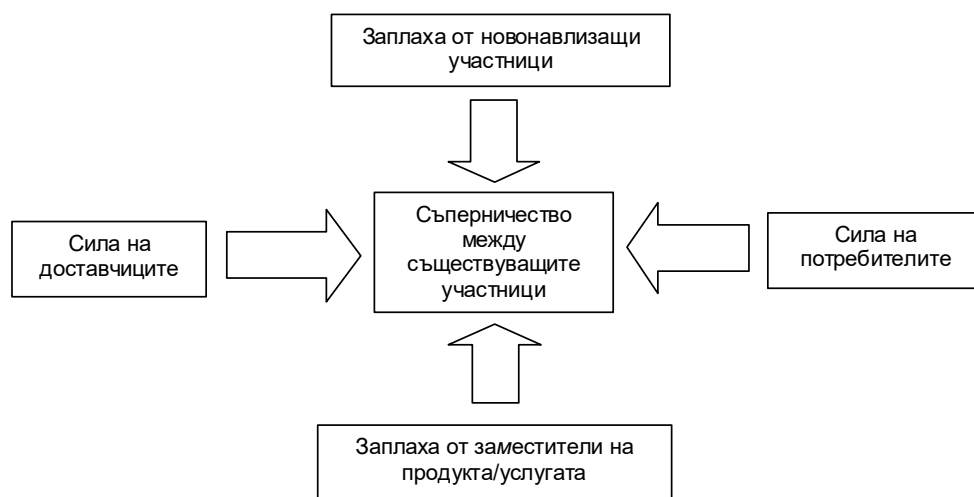 Заплаха от новонавлизащи
участници
Съперничество
между
съществуващите
участници
Сила на
доставчиците
Сила на
потребителите
Заплаха от заместители на
продукта/услугата